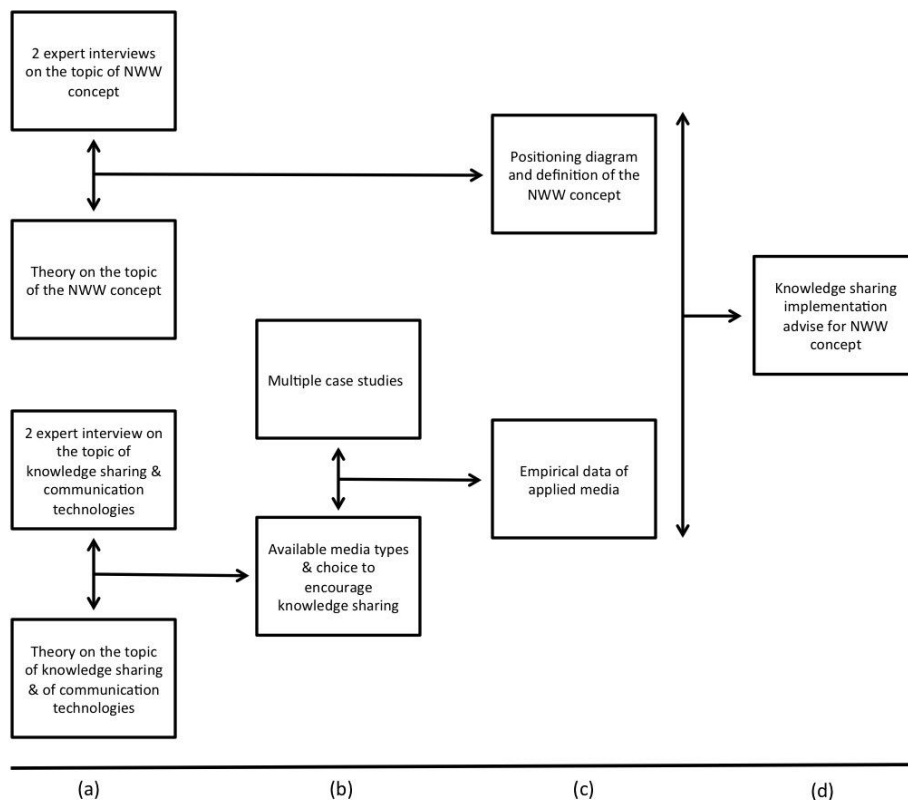 2 expert interviews
on the topic of NWW
concept
Theory on the topic
of the NWW concept
2 expert interview on
the topic of
knowledge sharing &
communication
technologies
Theory on the topic
of knowledge sharing
& of communication
technologies
Multiple case studies
Available media types
& choice to
encourage
knowledge sharing
Positioning diagram
and definition of the
NWW concept
Empirical data of
applied media
Knowledge sharing
implementation
advise for NWW
concept
(a)
(b)
(c)
(d)